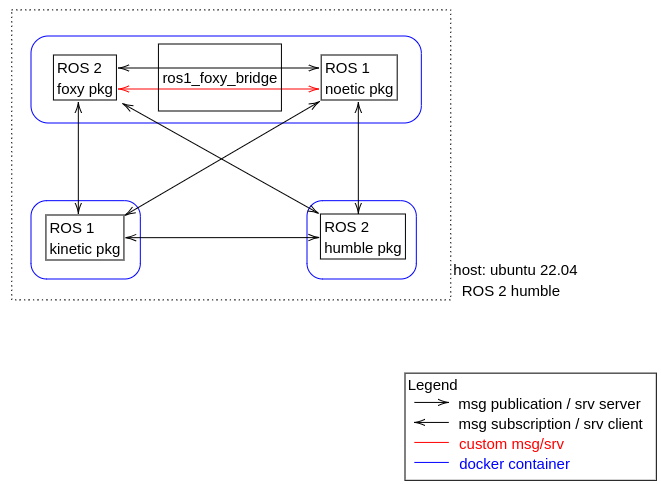 ROS 2
foxy pkg
ros1_foxy_bridge
ROS 1
noetic pkg
ROS 1
kinetic pkg
ROS 2
humble pkg
host: ubuntu 22.04
ROS 2 humble
Legend
msg publication / srv server
msg subscription / srv client
custom msg/srv
docker container